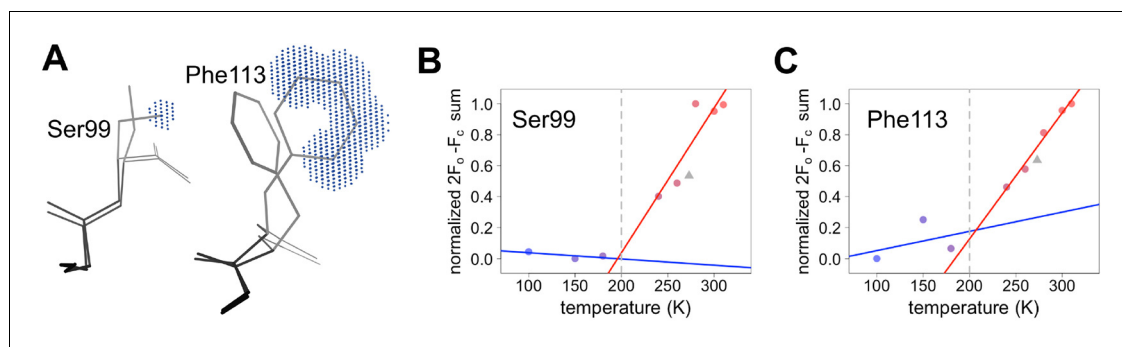 A
Ser99
Phe113
B
normalized 2Fo-Fc sum
1.0
0.8
0.6
0.4
0.2
0.0
Ser99
100 150 200 250 300
temperature (K)
C
normalized 2Fo-Fc sum
1.0
0.8
0.6
0.4
0.2
0.0
Phe113
100 150 200 250 300
temperature (K)